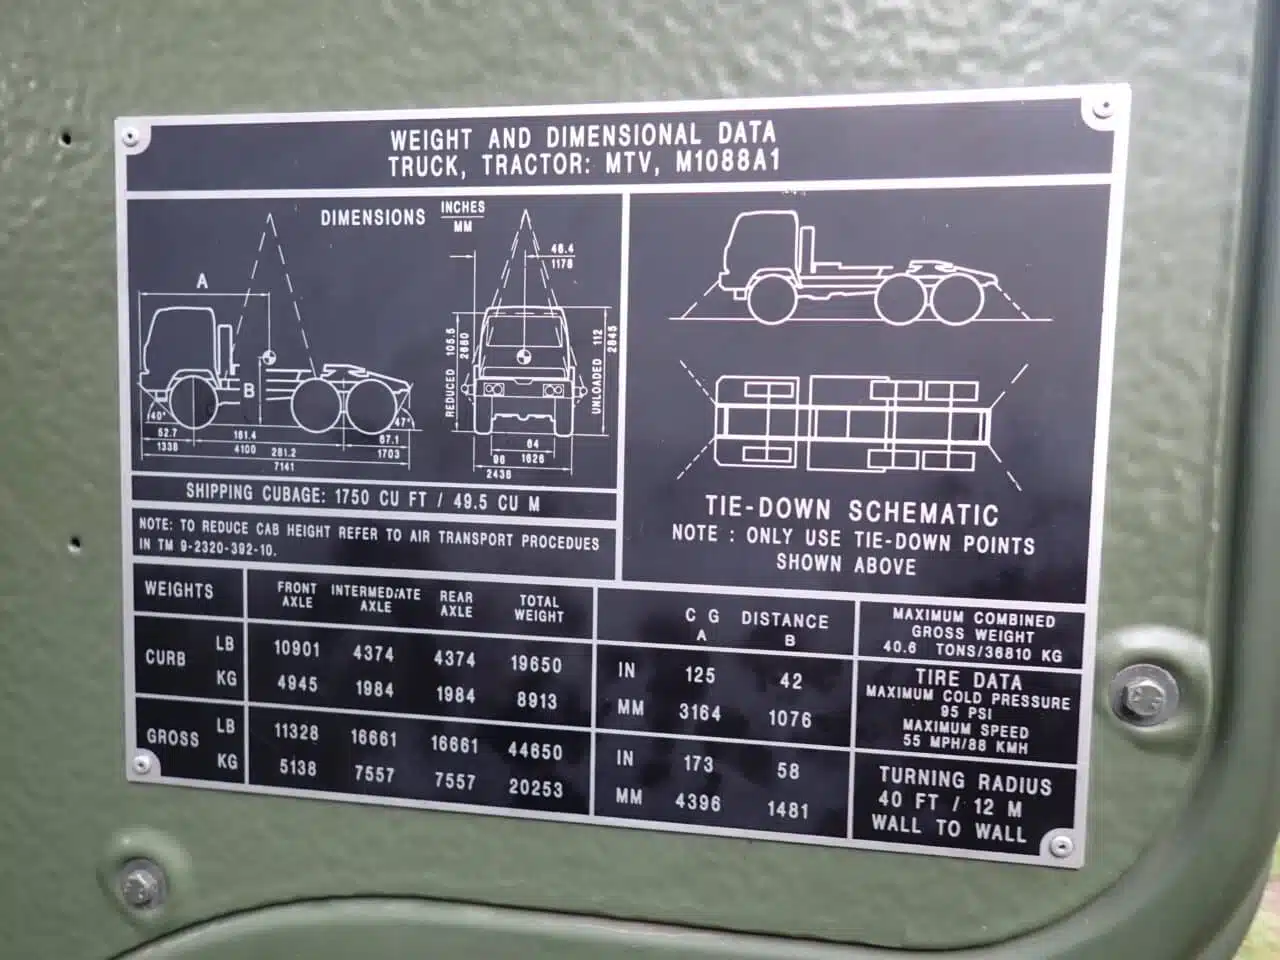 WEIGHT AND DIMENSIONAL DATA
TRUCK, TRACTOR: MTV, M1088A1
DIMENSIONS INCHES
MM
A
B
40°
47°
52.7
1338
161.4
4100
67.1
1703
281.2
7141
46.4
1178
REDUCED 105.5
2680
UNLOADED 112
2845
64
1626
96
2438
SHIPPING CUBAGE: 1750 CU FT / 49.5 CU M
NOTE: TO REDUCE CAB HEIGHT REFER TO AIR TRANSPORT PROCEDUES
IN TM 9-2320-392-10.
TIE-DOWN SCHEMATIC
NOTE : ONLY USE TIE-DOWN POINTS
SHOWN ABOVE
WEIGHTS FRONT AXLE INTERMEDIATE AXLE REAR AXLE TOTAL WEIGHT
CURB LB 10901 4374 4374 19650
KG 4945 1984 1984 8913
GROSS LB 11328 16661 16661 44650
KG 5138 7557 7557 20253
C G DISTANCE
A B
IN 125 42
MM 3164 1076
IN 173 58
MM 4396 1481
MAXIMUM COMBINED
GROSS WEIGHT
40.6 TONS/36810 KG
TIRE DATA
MAXIMUM COLD PRESSURE
95 PSI
MAXIMUM SPEED
55 MPH/88 KMH
TURNING RADIUS
40 FT / 12 M
WALL TO WALL